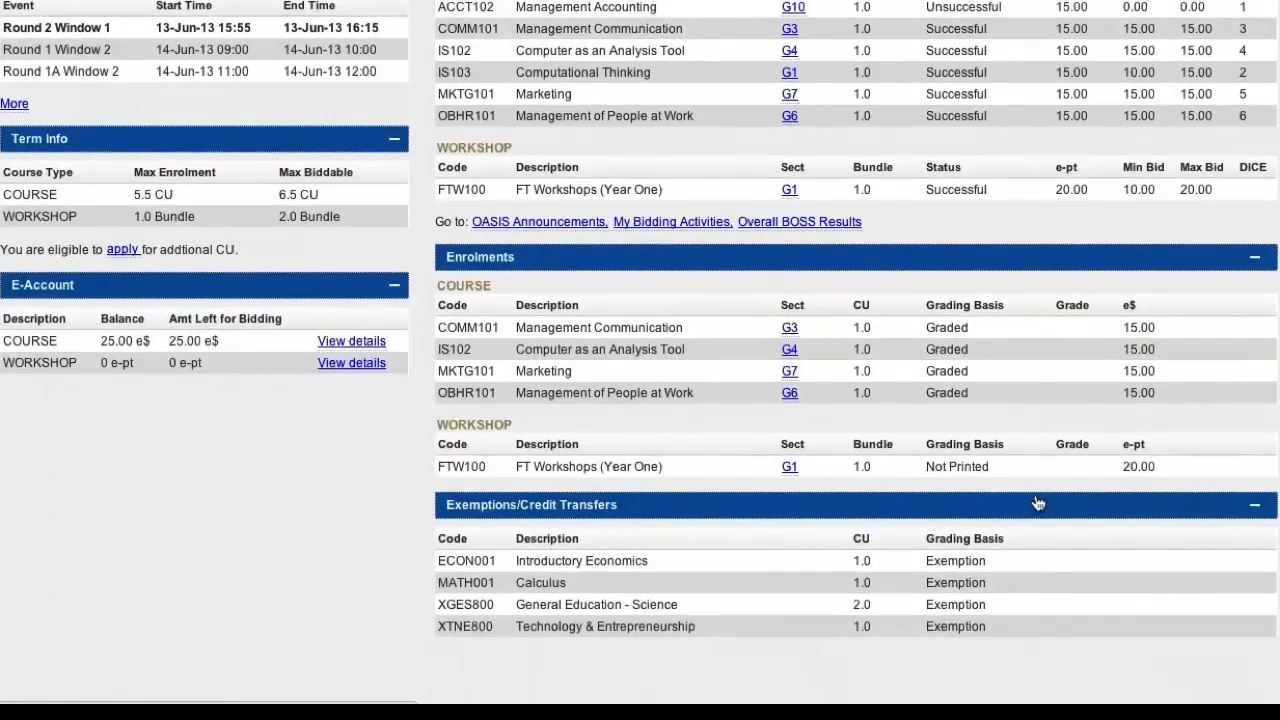 Event Start Time End Time
Round 2 Window 1 13-Jun-13 15:55 13-Jun-13 16:15
Round 1 Window 2 14-Jun-13 09:00 14-Jun-13 10:00
Round 1A Window 2 14-Jun-13 11:00 14-Jun-13 12:00
More
Term Info
Course Type Max Enrolment Max Biddable
COURSE 5.5 CU 6.5 CU
WORKSHOP 1.0 Bundle 2.0 Bundle
You are eligible to apply for addtional CU.
E-Account
Description Balance Amt Left for Bidding
COURSE 25.00 e$ 25.00 e$ View details
WORKSHOP 0 e-pt 0 e-pt View details
ACCT102 Management Accounting G10 1.0 Unsuccessful 15.00 0.00 0.00 1
COMM101 Management Communication G3 1.0 Successful 15.00 15.00 15.00 3
IS102 Computer as an Analysis Tool G4 1.0 Successful 15.00 15.00 15.00 4
IS103 Computational Thinking G1 1.0 Successful 15.00 10.00 15.00 2
MKTG101 Marketing G7 1.0 Successful 15.00 15.00 15.00 5
OBHR101 Management of People at Work G6 1.0 Successful 15.00 15.00 15.00 6
WORKSHOP
Code Description Sect Bundle Status e-pt Min Bid Max Bid DICE
FTW100 FT Workshops (Year One) G1 1.0 Successful 20.00 10.00 20.00
Go to: OASIS Announcements, My Bidding Activities, Overall BOSS Results
Enrolments
COURSE
Code Description Sect CU Grading Basis Grade e$
COMM101 Management Communication G3 1.0 Graded 15.00
IS102 Computer as an Analysis Tool G4 1.0 Graded 15.00
MKTG101 Marketing G7 1.0 Graded 15.00
OBHR101 Management of People at Work G6 1.0 Graded 15.00
WORKSHOP
Code Description Sect Bundle Grading Basis Grade e-pt
FTW100 FT Workshops (Year One) G1 1.0 Not Printed 20.00
Exemptions/Credit Transfers
Code Description CU Grading Basis
ECON001 Introductory Economics 1.0 Exemption
MATH001 Calculus 1.0 Exemption
XGES800 General Education - Science 2.0 Exemption
XTNE800 Technology & Entrepreneurship 1.0 Exemption